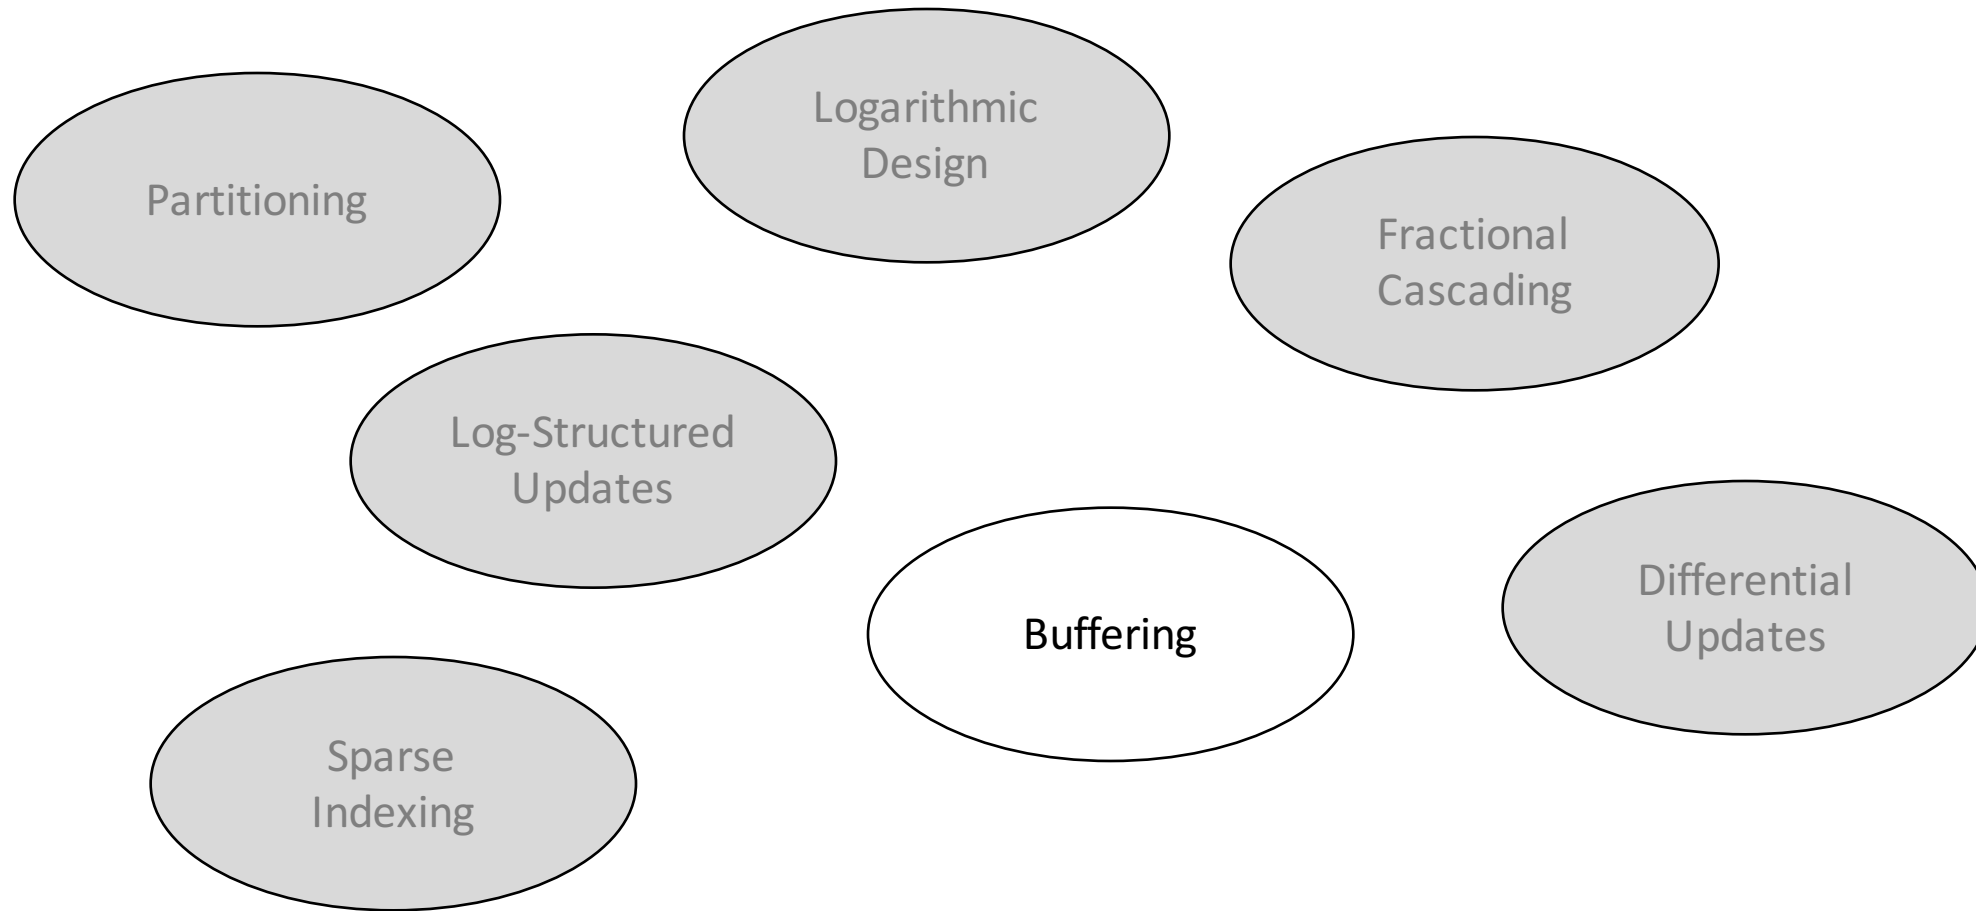 Logarithmic
Design
Partitioning
Fractional
Cascading
Log-Structured
Updates
Buffering
Differential
Updates
Sparse
Indexing